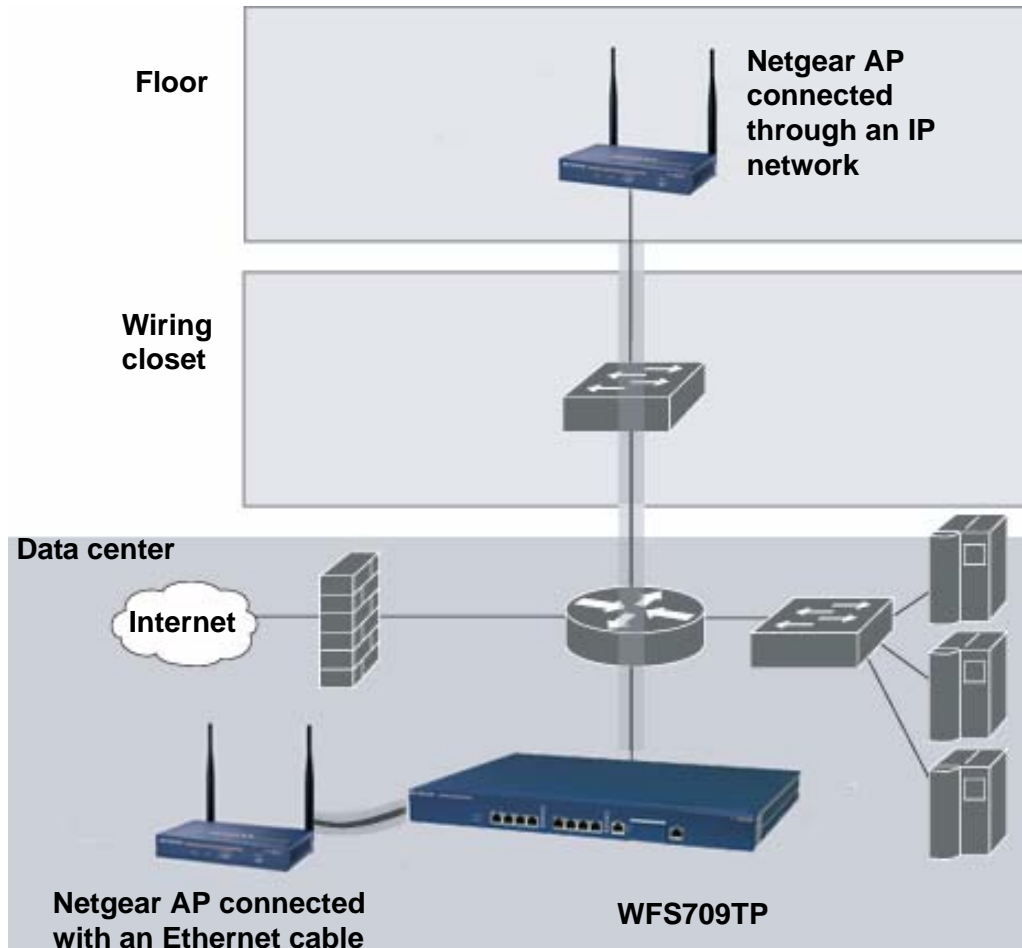 Floor
Netgear AP
connected
through an IP
network
Wiring
closet
Data center
Internet
Netgear AP connected
with an Ethernet cable
WFS709TP